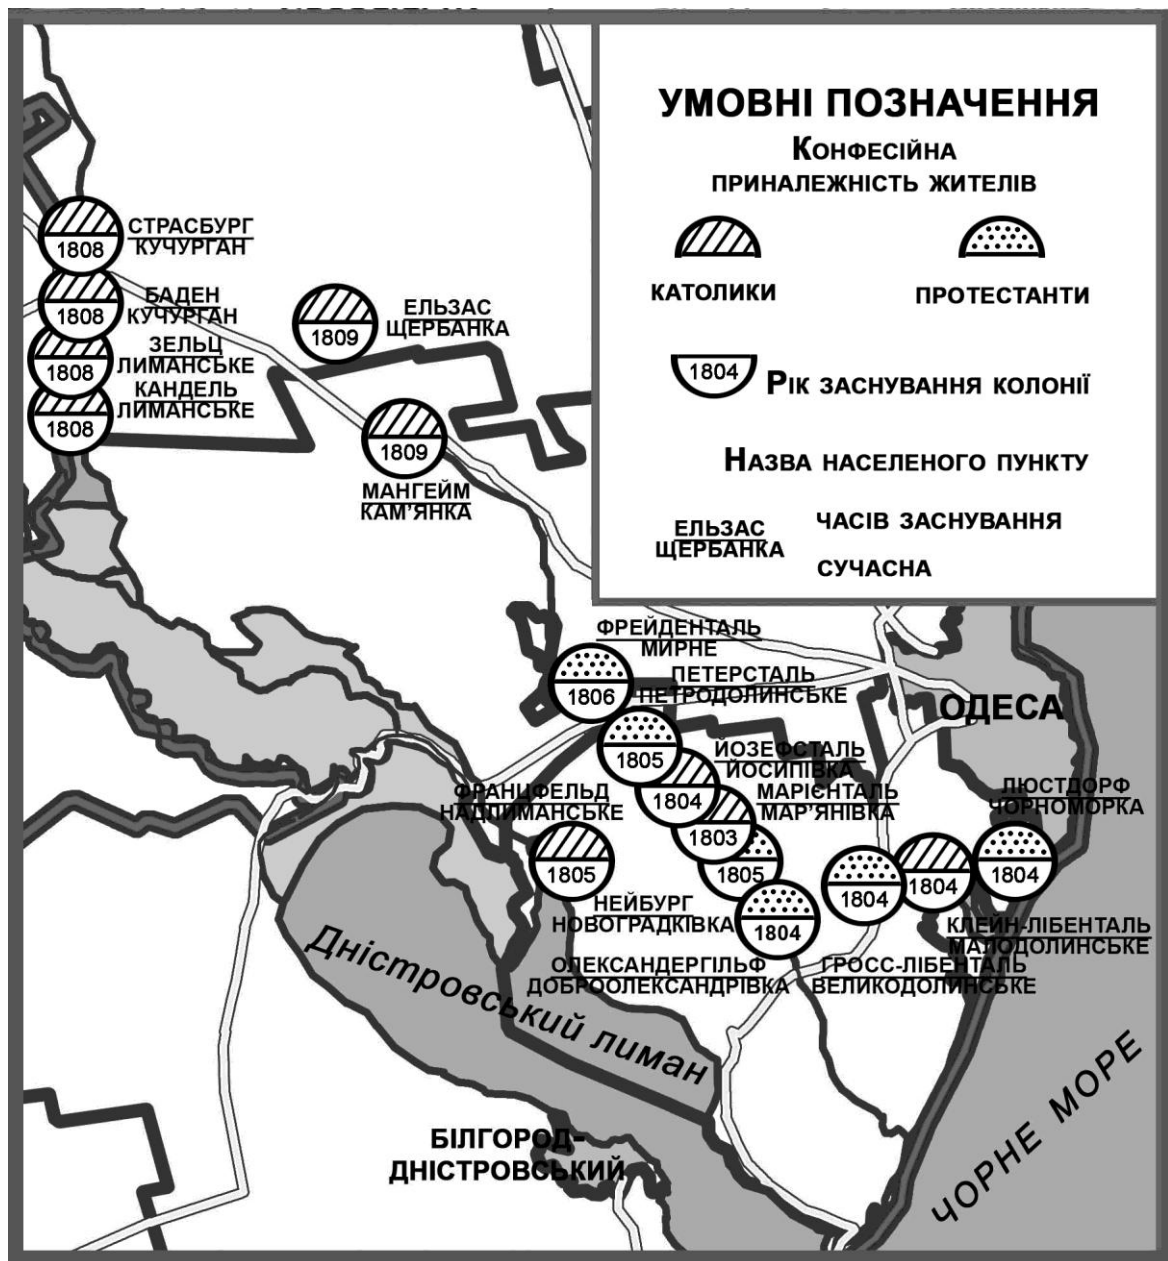 УМОВНІ ПОЗНАЧЕННЯ
КОНФЕСІЙНА
ПРИНАЛЕЖНІСТЬ ЖИТЕЛІВ
КАТОЛИКИ
ПРОТЕСТАНТИ
1804
РІК ЗАСНУВАННЯ КОЛОНІЇ
НАЗВА НАСЕЛЕНОГО ПУНКТУ
ЕЛЬЗАС
ЩЕРБАНКА
ЧАСІВ ЗАСНУВАННЯ
СУЧАСНА
1808
СТРАСБУРГ
КУЧУРГАН
1808
БАДЕН
КУЧУРГАН
1808
ЗЕЛЬЦ
ЛИМАНСЬКЕ
1808
КАНДЕЛЬ
ЛИМАНСЬКЕ
1809
ЕЛЬЗАС
ЩЕРБАНКА
1809
МАНГЕЙМ
КАМ'ЯНКА
ФРЕЙДЕНТАЛЬ
МИРНЕ
1806
ПЕТЕРСТАЛЬ
ПЕТРОДОЛИНСЬКЕ
1805
ОДЕСА
ЙОЗЕФСТАЛЬ
ЙОСИПІВКА
1804
МАРІЄНТАЛЬ
МАР'ЯНІВКА
1803
ФРАНЦФЕЛЬД
НАДЛИМАНСЬКЕ
1805
ЛЮСТДОРФ
ЧОРНОМОРКА
1804
1805
1804
1804
1804
НЕЙБУРГ
НОВОГРАДКІВКА
КЛЕЙН-ЛІБЕНТАЛЬ
МАЛОДОЛИНСЬКЕ
ОЛЕКСАНДЕРГІЛЬФ
ДОБРООЛЕКСАНДРІВКА
ГРОСС-ЛІБЕНТАЛЬ
ВЕЛИКОДОЛИНСЬКЕ
Дністровський лиман
БІЛГОРОД-
ДНІСТРОВСЬКИЙ
ЧОРНЕ МОРЕ